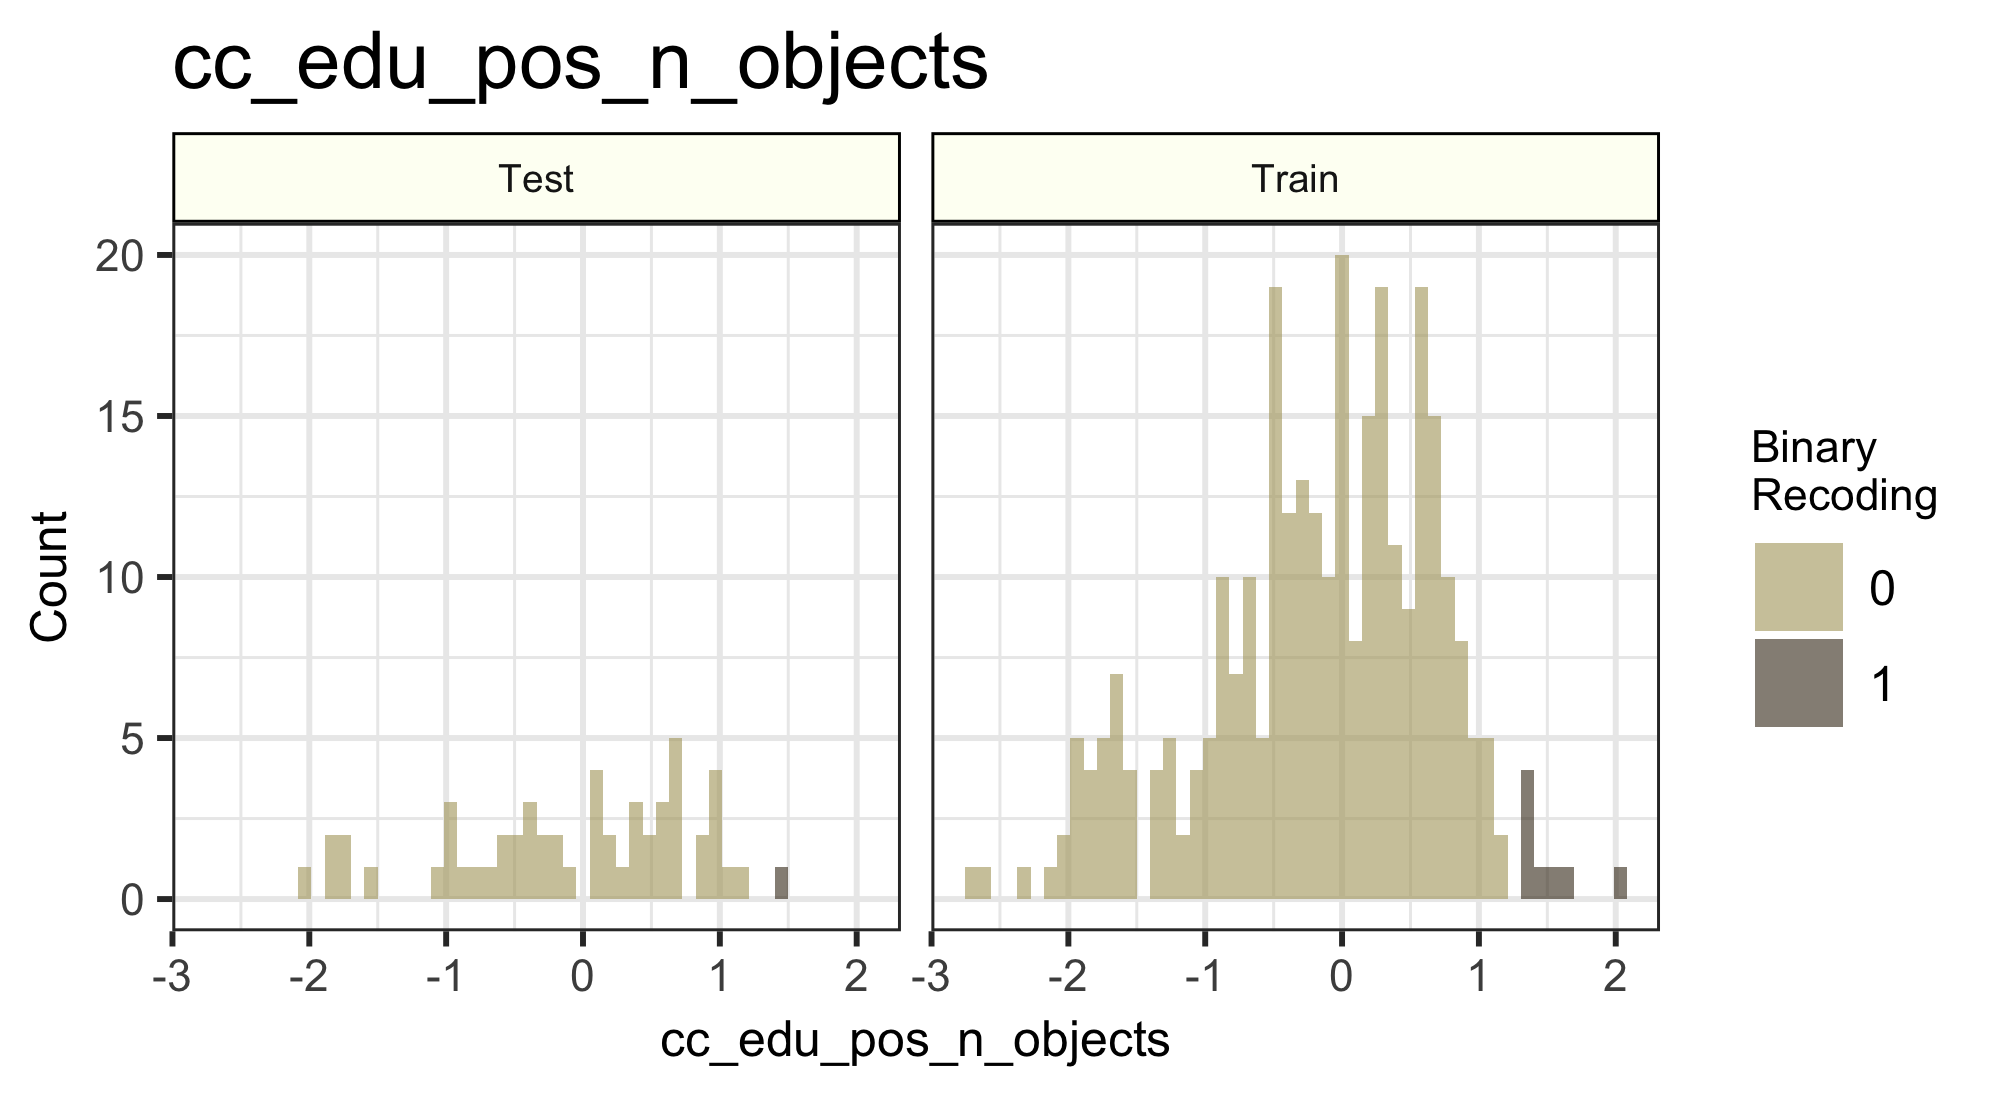 cc_edu_pos_n_objects
Test
Train
20
15
10
5
0
Count
-3 -2 -1 0 1 2
-3 -2 -1 0 1 2
cc_edu_pos_n_objects
Binary
Recoding
0
1